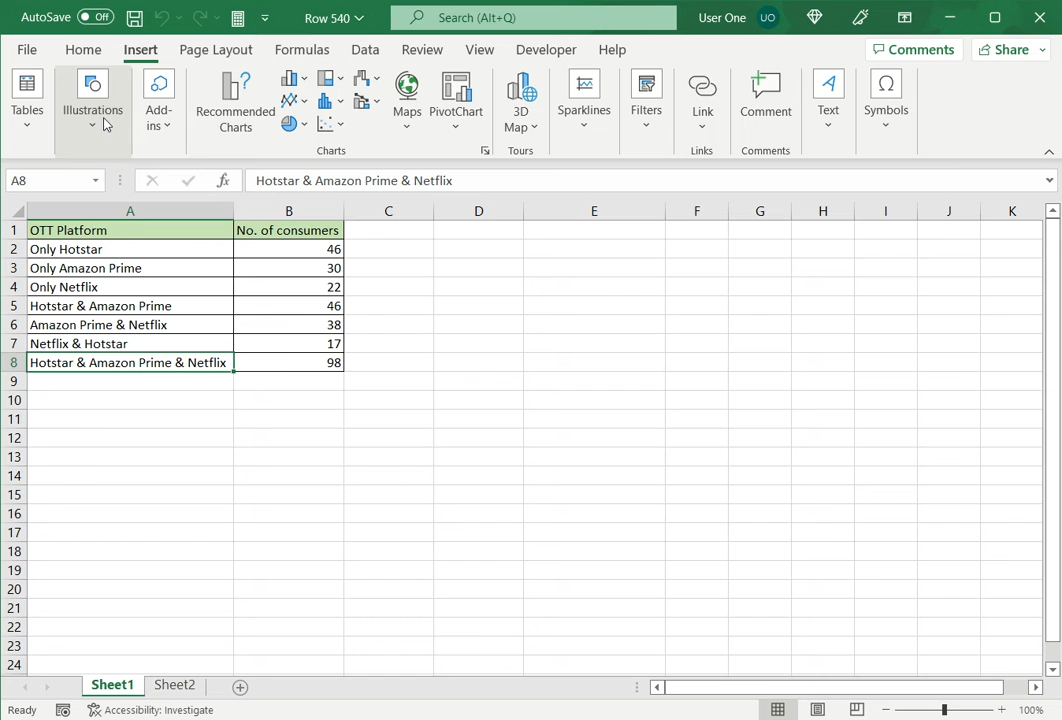 AutoSave Off Row 540 Search (Alt+Q) User One UO
File Home Insert Page Layout Formulas Data Review View Developer Help Comments Share
Tables Illustrations Add-ins Recommended Charts Maps PivotChart 3D Map Sparklines Filters Link Comment Text Symbols
Charts Tours Links Comments
A8 fx Hotstar & Amazon Prime & Netflix
A B C D E F G H I J K
1 OTT Platform No. of consumers
2 Only Hotstar 46
3 Only Amazon Prime 30
4 Only Netflix 22
5 Hotstar & Amazon Prime 46
6 Amazon Prime & Netflix 38
7 Netflix & Hotstar 17
8 Hotstar & Amazon Prime & Netflix 98
9
10
11
12
13
14
15
16
17
18
19
20
21
22
23
24
Sheet1 Sheet2
Ready Accessibility: Investigate 100%